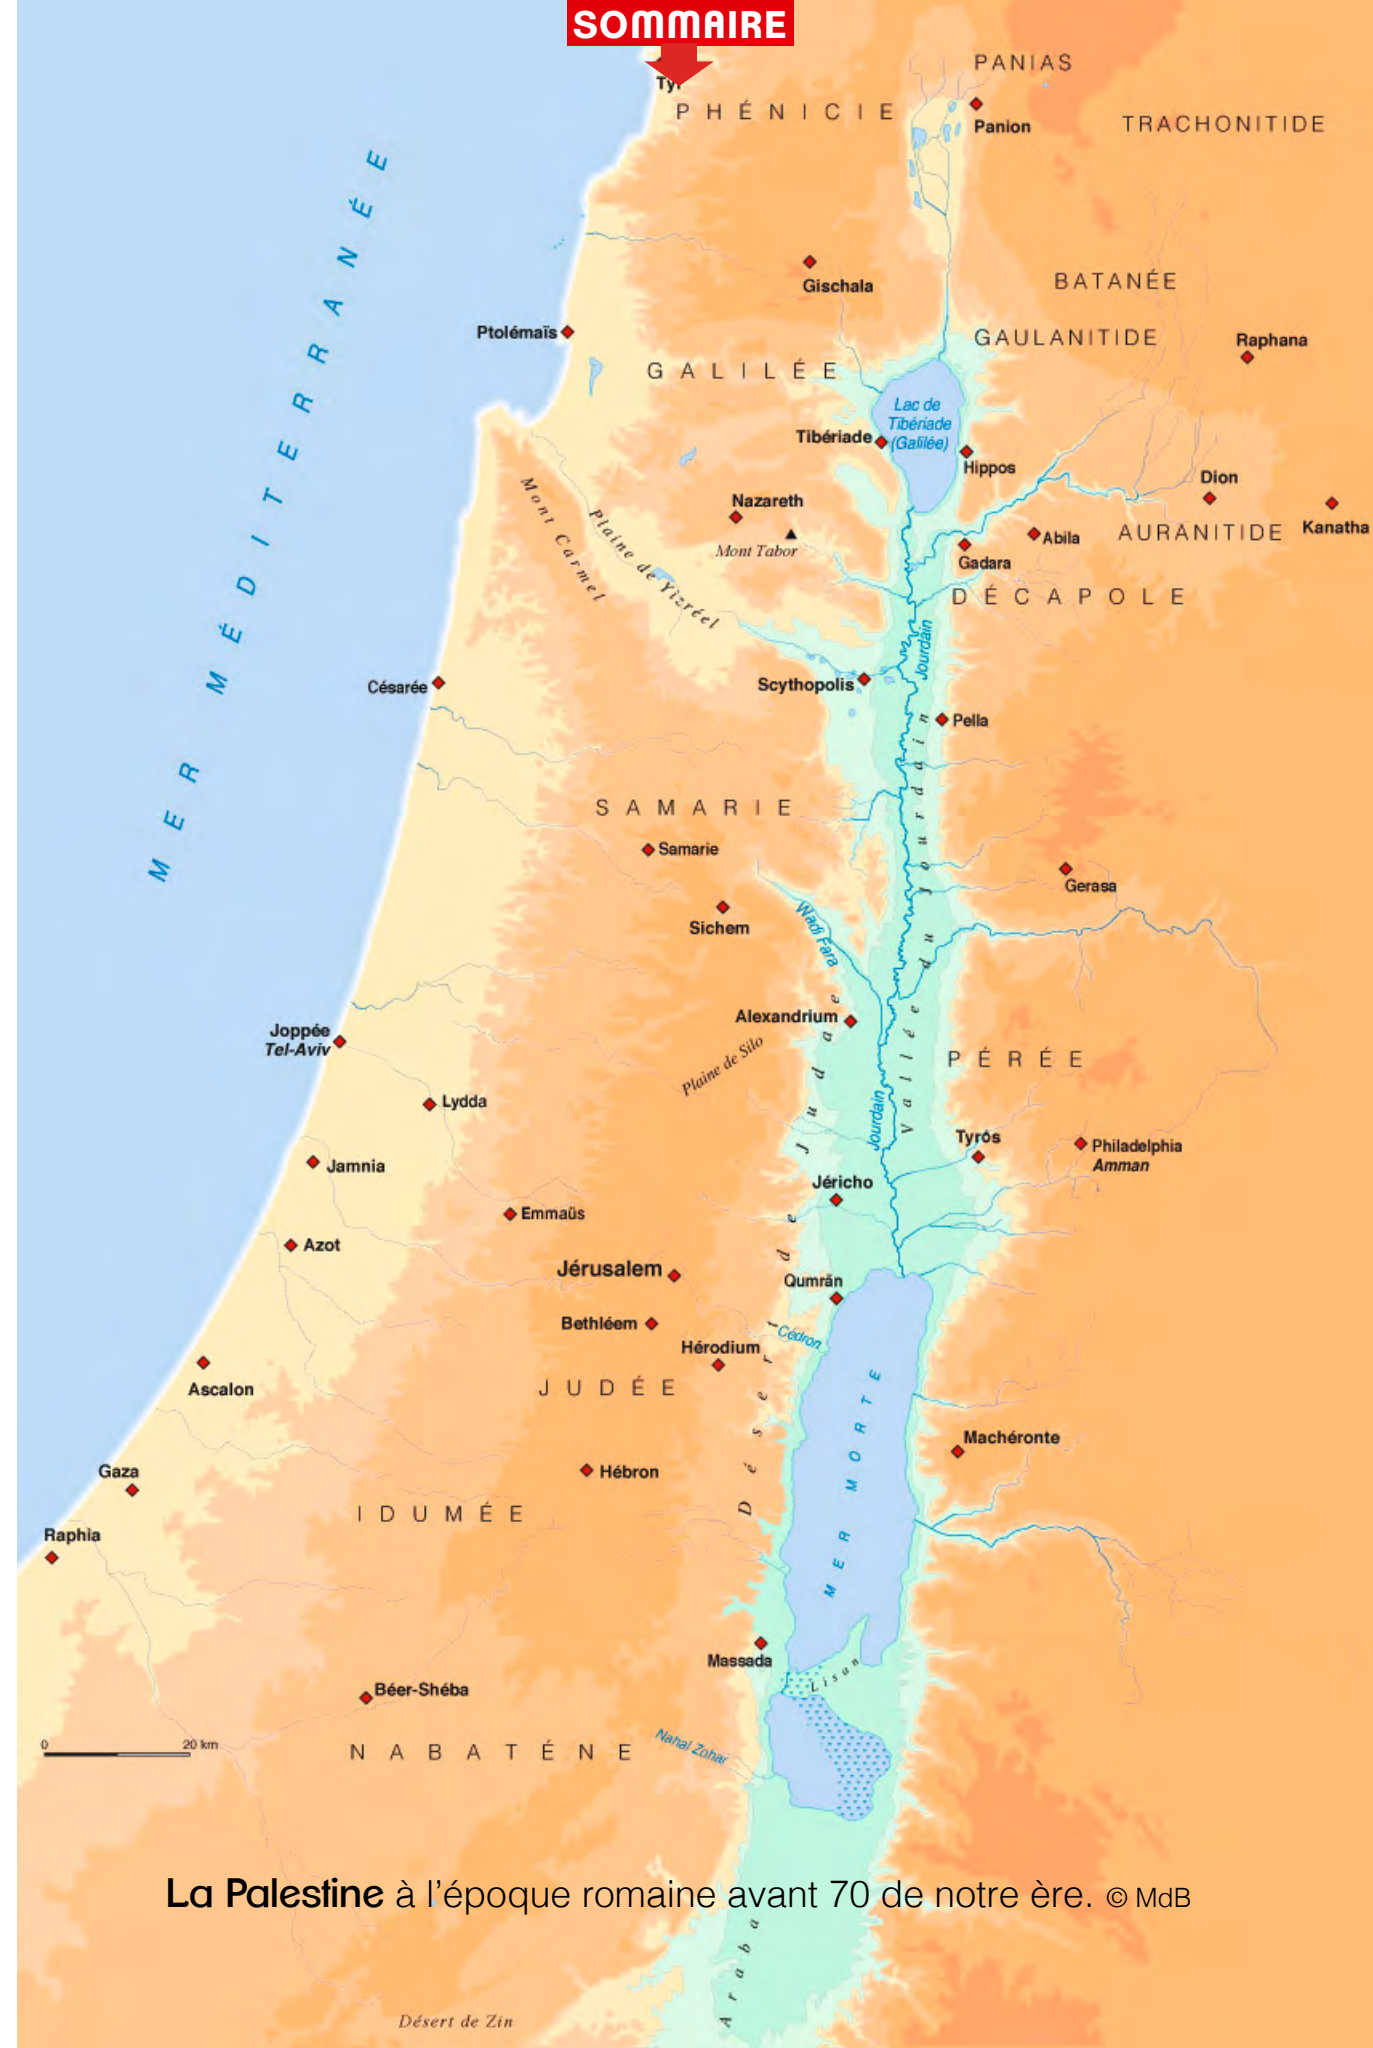 SOMMAIRE
Tyr
PHÉNICIE
PANIAS
Panion
TRACHONITIDE
MER MÉDITERRANÉE
Gischala
BATANÉE
Ptolémaïs
GAULANITIDE
Raphana
GALILÉE
Lac de
Tibériade
(Galilée)
Tibériade
Hippos
Dion
Nazareth
Mont Carmel
Plaine de Yizréel
Mont Tabor
Abila
AURANITIDE
Kanatha
Gadara
DÉCAPOLE
Jourdain
Césarée
Scythopolis
Pella
Vallée du Jourdain
SAMARIE
Samarie
Gerasa
Sichem
Wadi Fara
Alexandrium
Joppée
Tel-Aviv
Plaine de Silo
PÉRÉE
Lydda
Jourdain
Tyrôs
Philadelphia
Amman
Jamnia
Jéricho
Désert de Judae
Emmaüs
Azot
Jérusalem
Qumrân
Bethléem
Cédron
Hérodium
Ascalon
JUDÉE
MER MORTE
Machéronte
Gaza
Hébron
IDUMÉE
Raphia
Massada
Lisan
Béer-Shéba
0 20 km
NABATÉNE
Nahal Zohar
La Palestine à l'époque romaine avant 70 de notre ère. © MdB
Araba
Désert de Zin